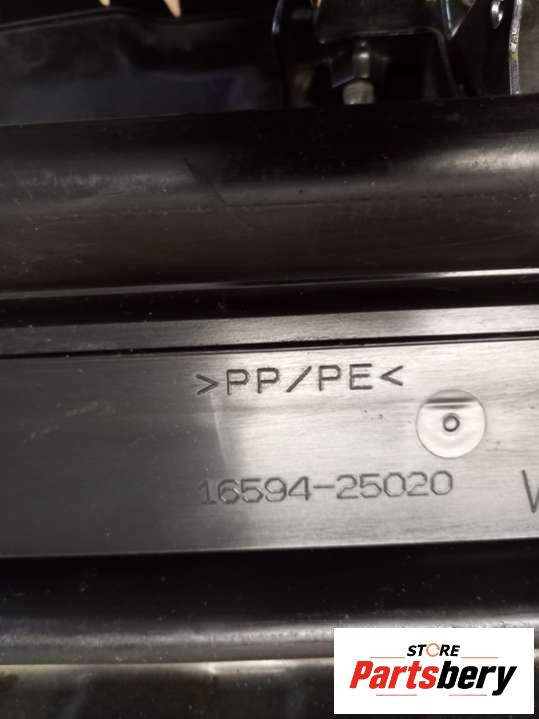 >PP/PE<
16594-25020
V
STORE
Partsbery